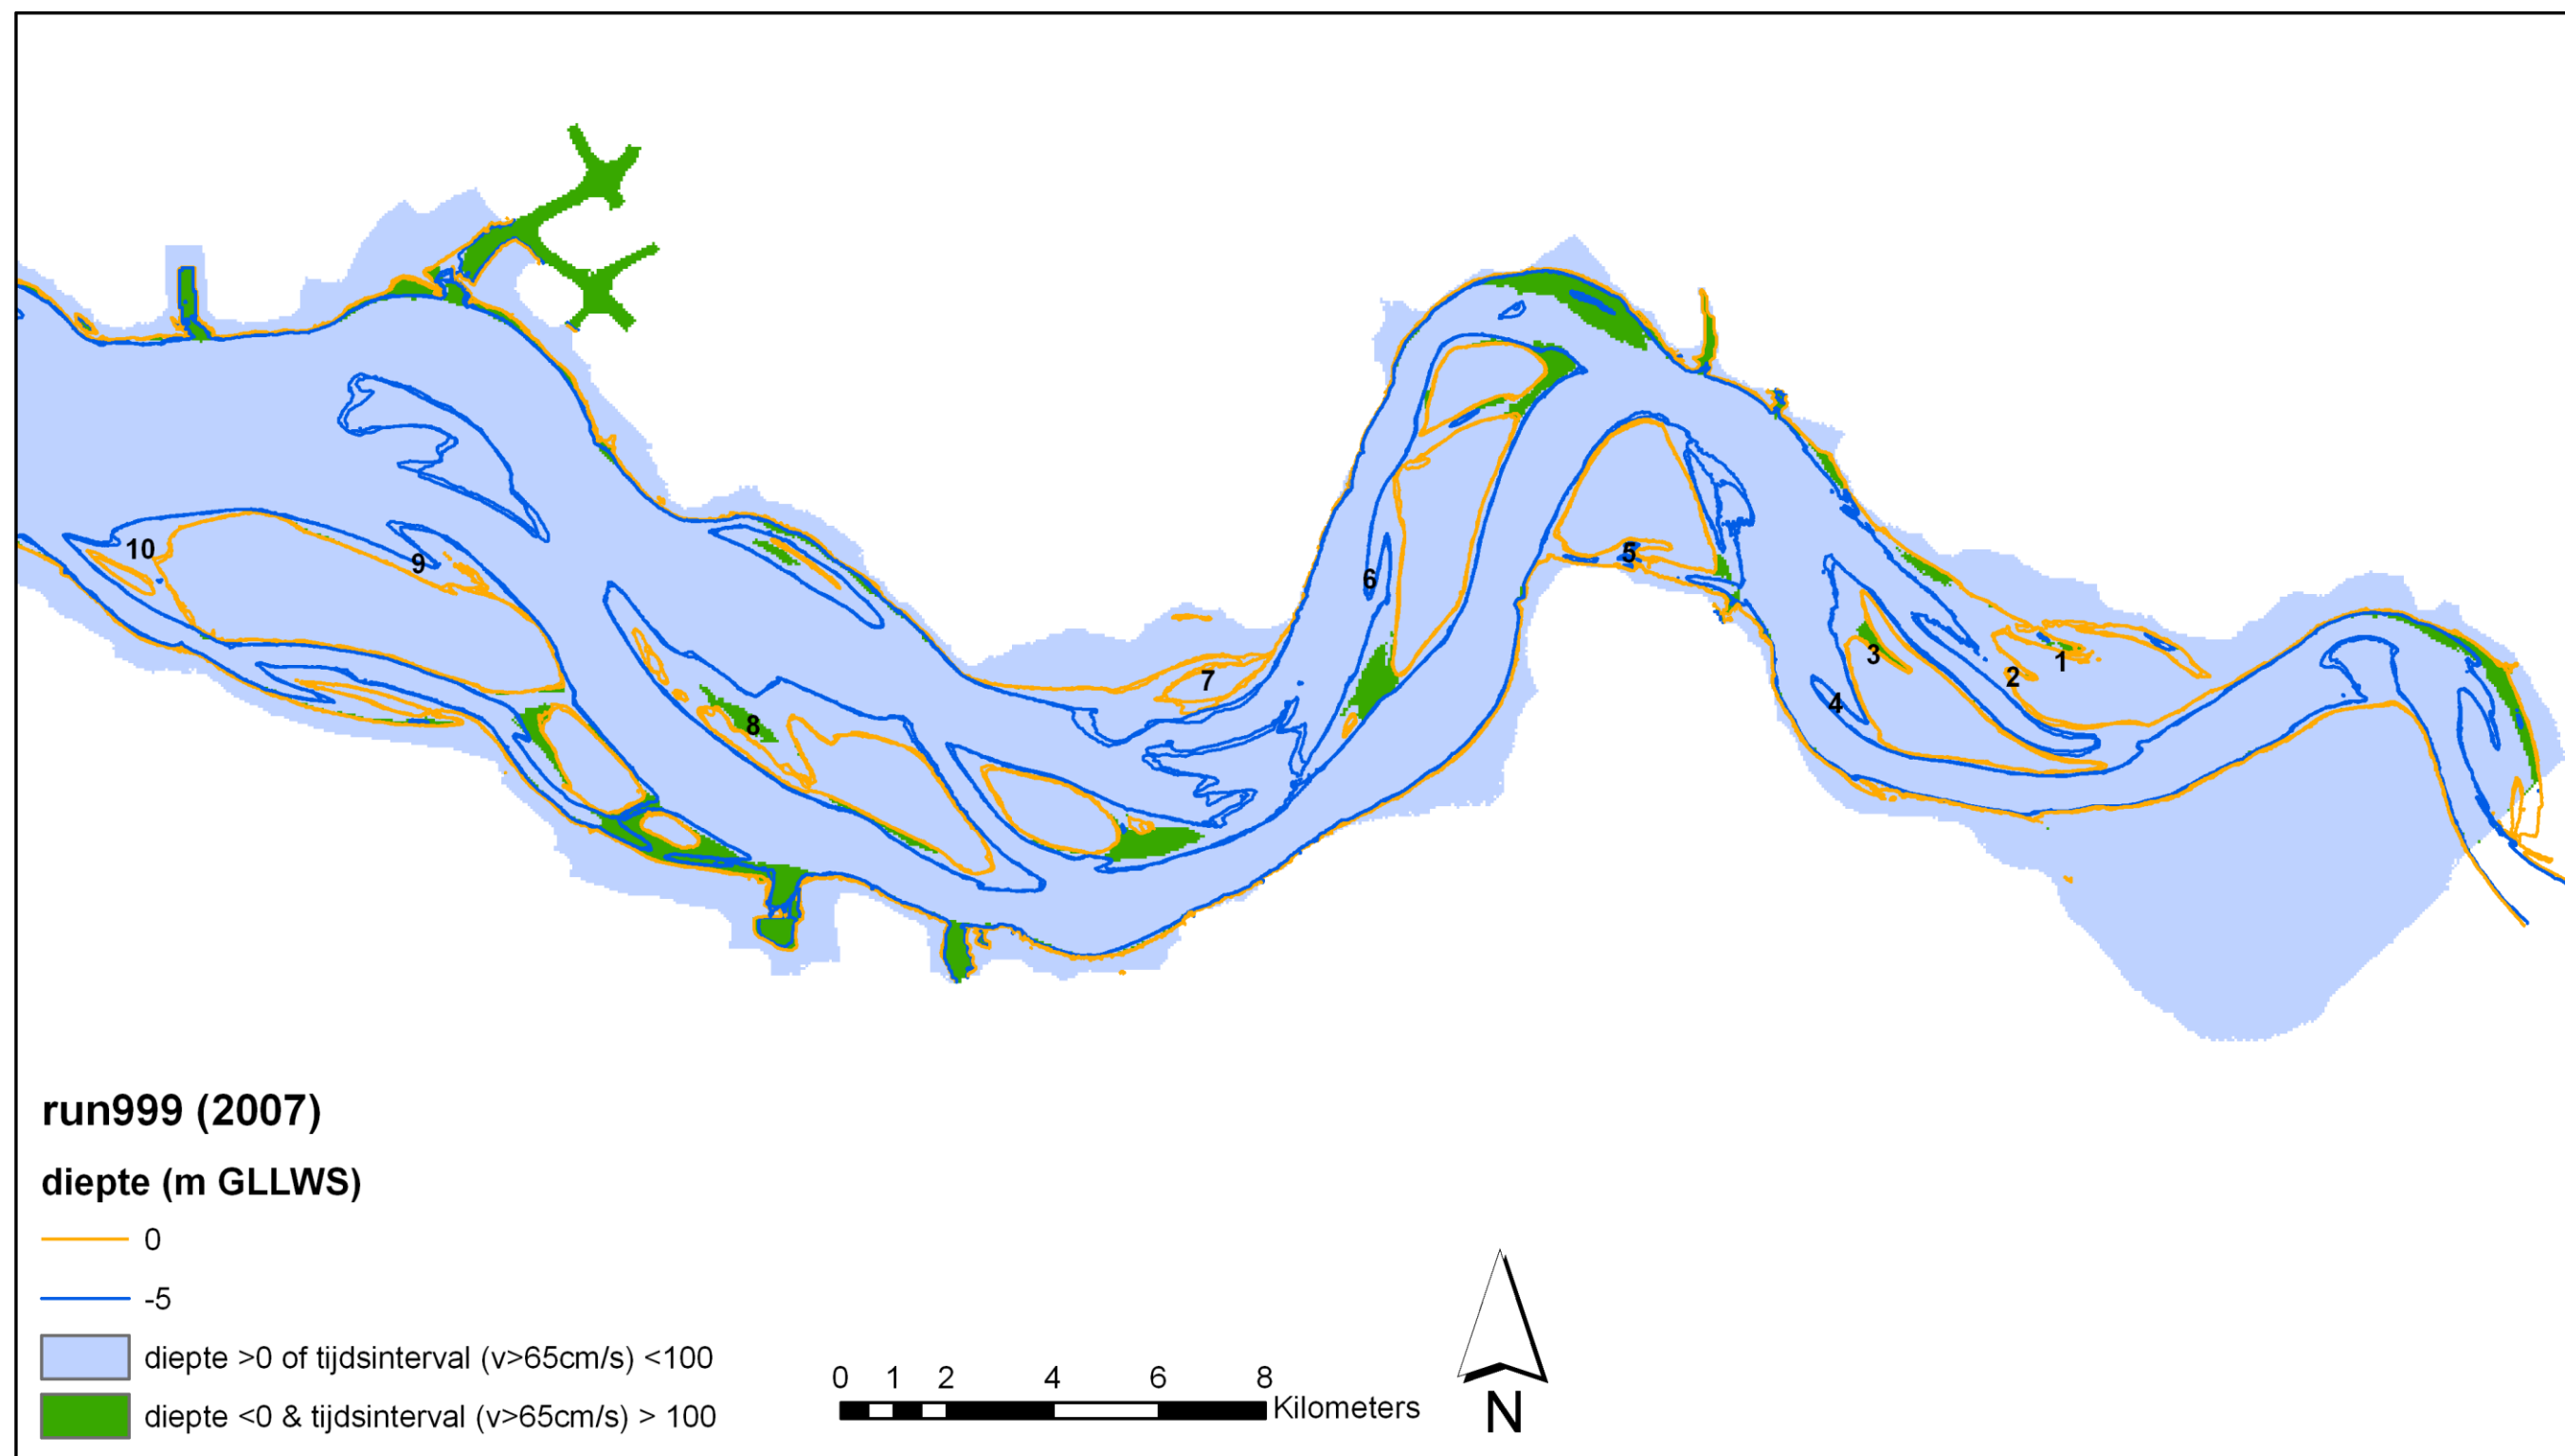 10
9
8
7
6
5
4
3
2
1
run999 (2007)
diepte (m GLLWS)
0
-5
diepte >0 of tijdsinterval (v>65cm/s) <100
diepte <0 & tijdsinterval (v>65cm/s) > 100
0 1 2 4 6 8
Kilometers
N